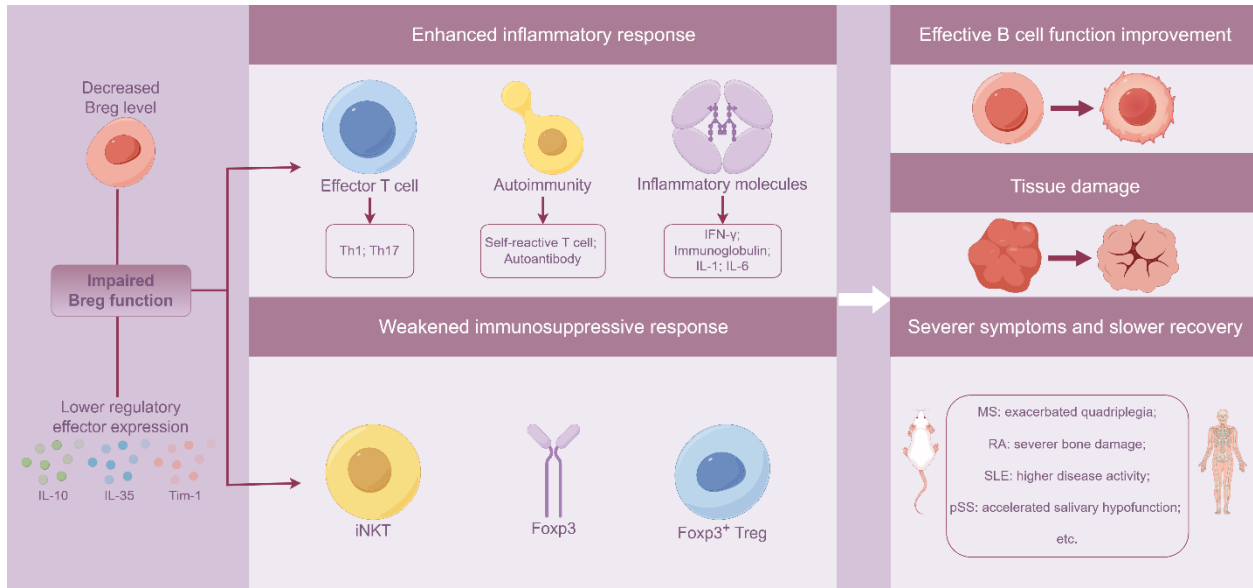 Decreased
Breg level
Impaired
Breg function
Lower regulatory
effector expression
IL-10
IL-35
Tim-1
Enhanced inflammatory response
Effector T cell
Autoimmunity
Inflammatory molecules
Th1; Th17
Self-reactive T cell;
Autoantibody
IFN-γ;
Immunoglobulin;
IL-1; IL-6
Weakened immunosuppressive response
iNKT
Foxp3
Foxp3⁺ Treg
Effective B cell function improvement
Tissue damage
Severer symptoms and slower recovery
MS: exacerbated quadriplegia;
RA: severer bone damage;
SLE: higher disease activity;
pSS: accelerated salivary hypofunction;
etc.